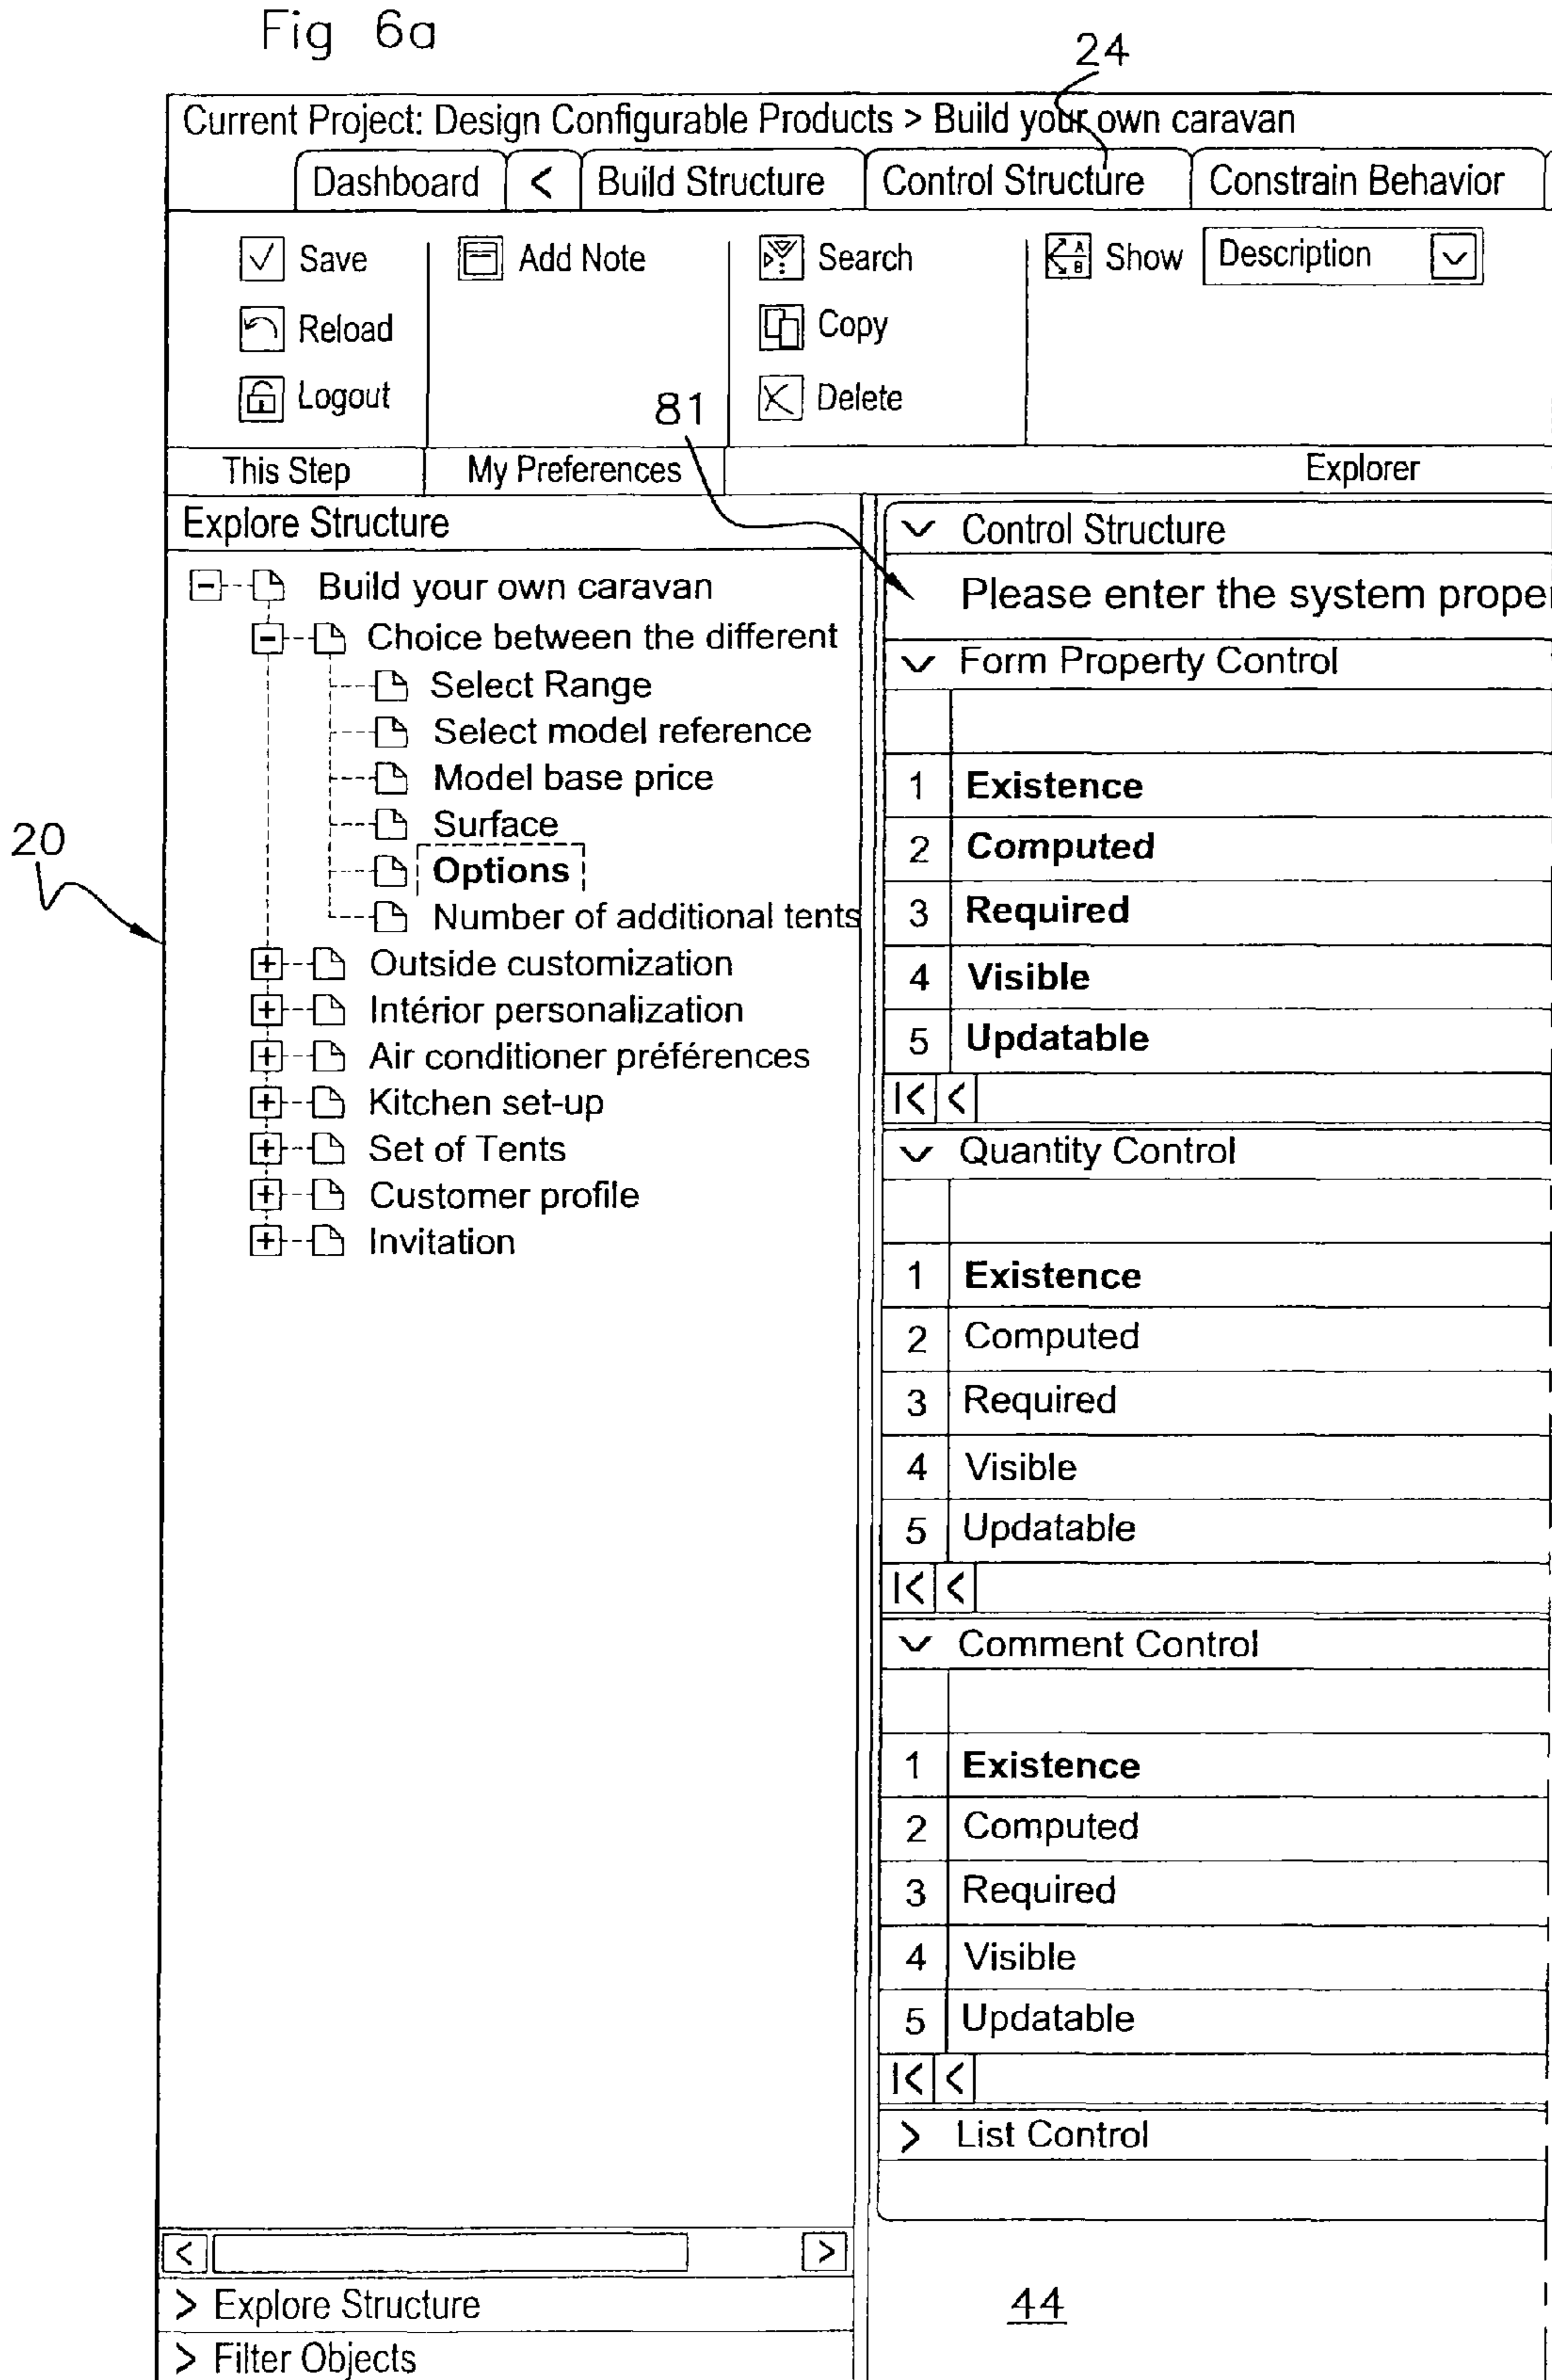 Fig 6a
24
Current Project: Design Configurable Products > Build your own caravan
Dashboard < Build Structure Control Structure Constrain Behavior
Save Add Note Search Show Description
Reload Copy
Logout 81 Delete
This Step My Preferences Explorer
Explore Structure
Build your own caravan
Choice between the different
Select Range
Select model reference
Model base price
Surface
Options
Number of additional tents
Outside customization
Intérior personalization
Air conditioner préférences
Kitchen set-up
Set of Tents
Customer profile
Invitation
20
Control Structure
Please enter the system prope
Form Property Control
1 Existence
2 Computed
3 Required
4 Visible
5 Updatable
Quantity Control
1 Existence
2 Computed
3 Required
4 Visible
5 Updatable
Comment Control
1 Existence
2 Computed
3 Required
4 Visible
5 Updatable
> List Control
> Explore Structure
> Filter Objects
44